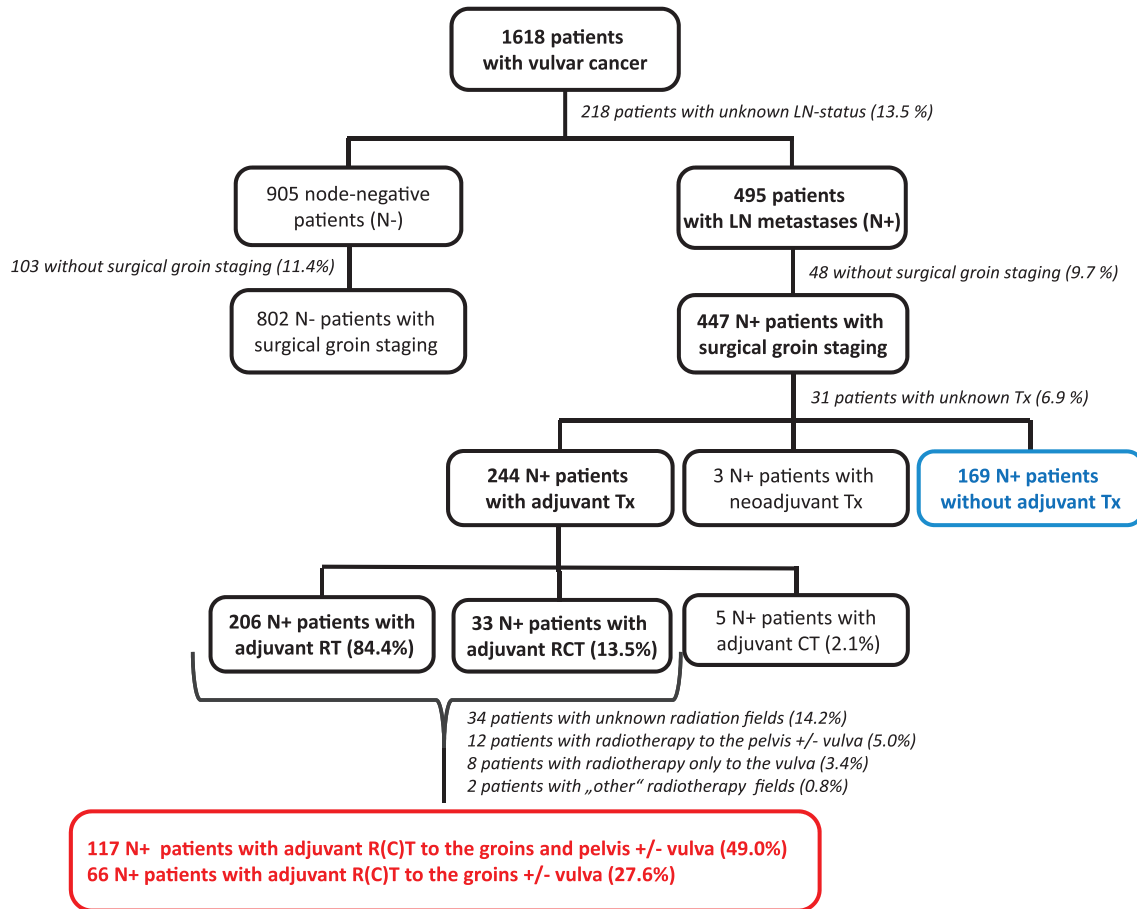 1618 patients
with vulvar cancer
218 patients with unknown LN-status (13.5 %)
905 node-negative
patients (N-)
495 patients
with LN metastases (N+)
103 without surgical groin staging (11.4%)
48 without surgical groin staging (9.7 %)
802 N- patients with
surgical groin staging
447 N+ patients with
surgical groin staging
31 patients with unknown Tx (6.9 %)
244 N+ patients
with adjuvant Tx
3 N+ patients with
neoadjuvant Tx
169 N+ patients
without adjuvant Tx
206 N+ patients with
adjuvant RT (84.4%)
33 N+ patients with
adjuvant RCT (13.5%)
5 N+ patients with
adjuvant CT (2.1%)
34 patients with unknown radiation fields (14.2%)
12 patients with radiotherapy to the pelvis +/- vulva (5.0%)
8 patients with radiotherapy only to the vulva (3.4%)
2 patients with „other“ radiotherapy fields (0.8%)
117 N+ patients with adjuvant R(C)T to the groins and pelvis +/- vulva (49.0%)
66 N+ patients with adjuvant R(C)T to the groins +/- vulva (27.6%)